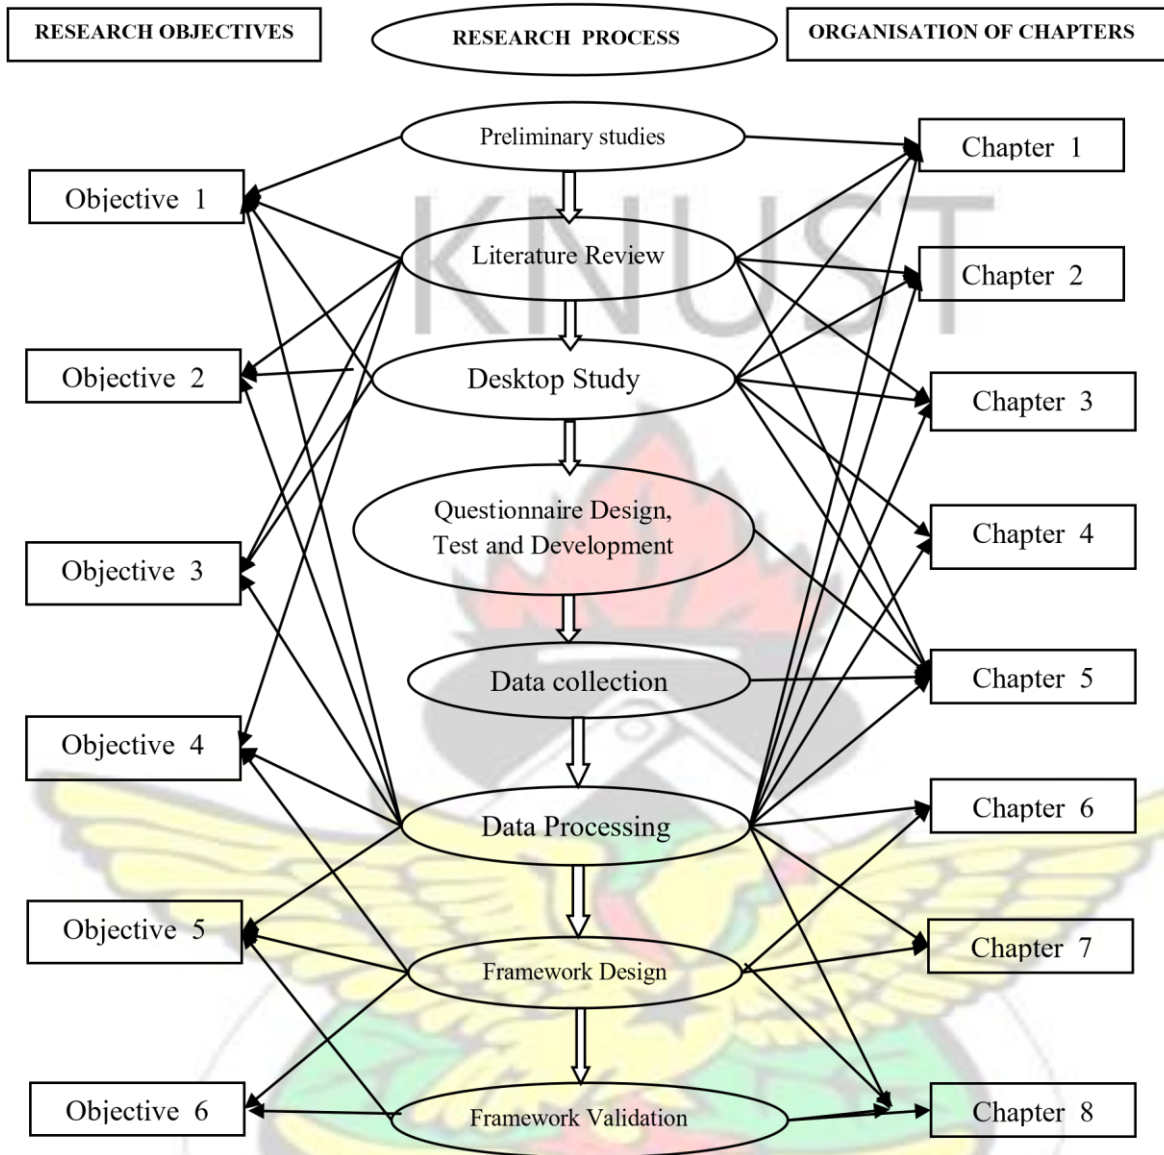 RESEARCH OBJECTIVES
RESEARCH PROCESS
ORGANISATION OF CHAPTERS
Preliminary studies
Chapter 1
Objective 1
KNUST
Literature Review
Chapter 2
Objective 2
Desktop Study
Chapter 3
Questionnaire Design,
Test and Development
Chapter 4
Objective 3
Data collection
Chapter 5
Objective 4
Data Processing
Chapter 6
Objective 5
Framework Design
Chapter 7
Objective 6
Framework Validation
Chapter 8